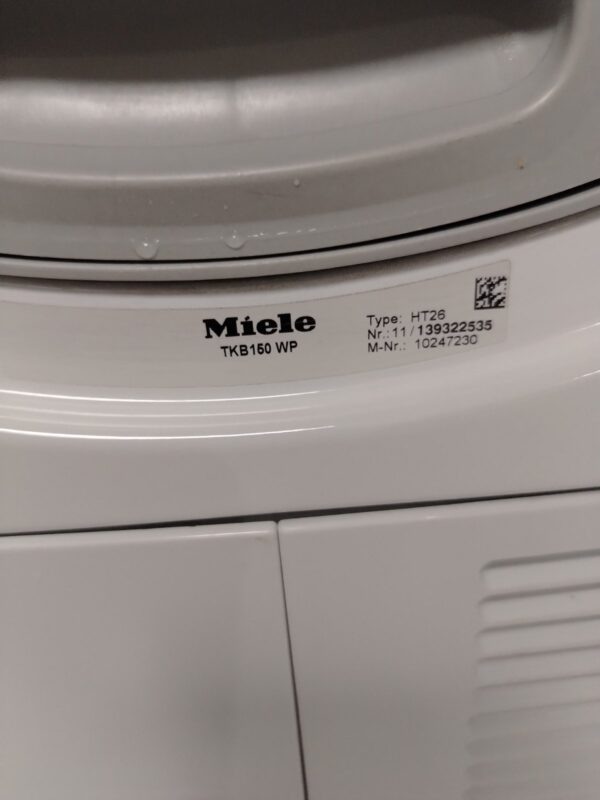 Miele
TKB150 WP
Type: HT26
Nr.: 11/139322535
M-Nr.: 10247230